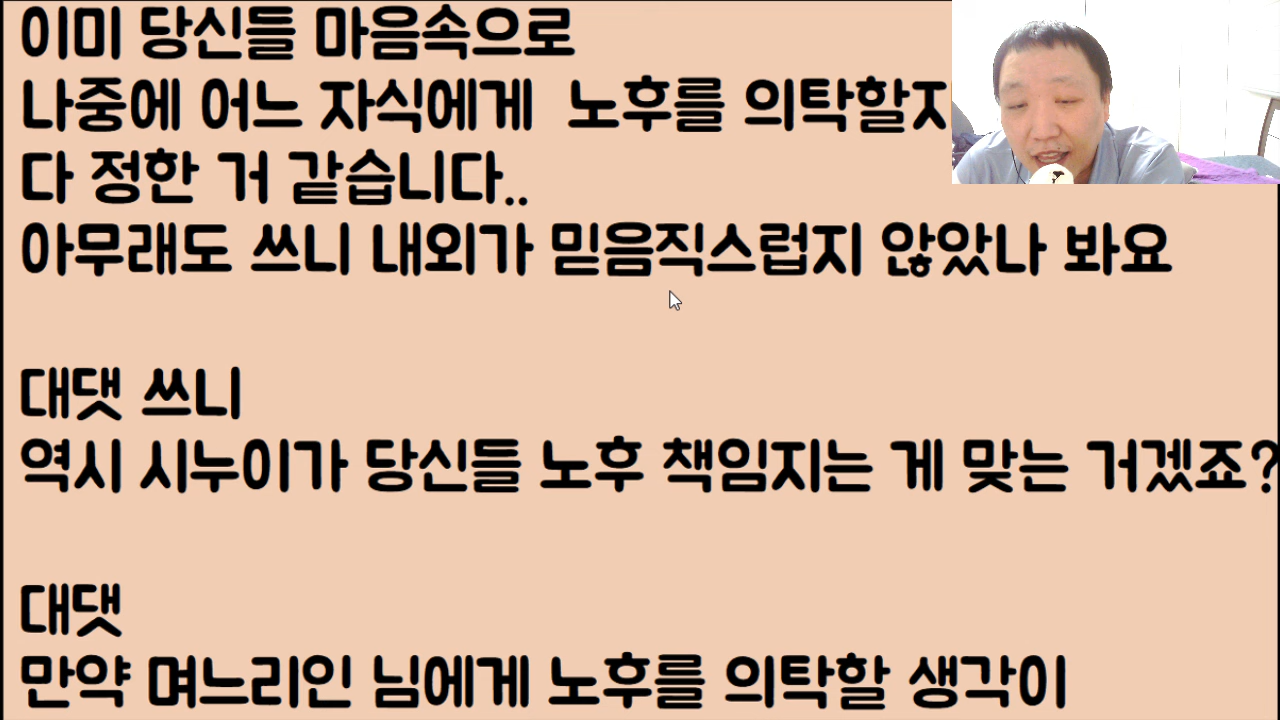 이미 당신들 마음속으로
나중에 어느 자식에게 노후를 의탁할지
다 정한 거 같습니다..
아무래도 쓰니 내외가 믿음직스럽지 않았나 봐요
대댓 쓰니
역시 시누이가 당신들 노후 책임지는 게 맞는 거겠죠?
대댓
만약 며느리인 님에게 노후를 의탁할 생각이